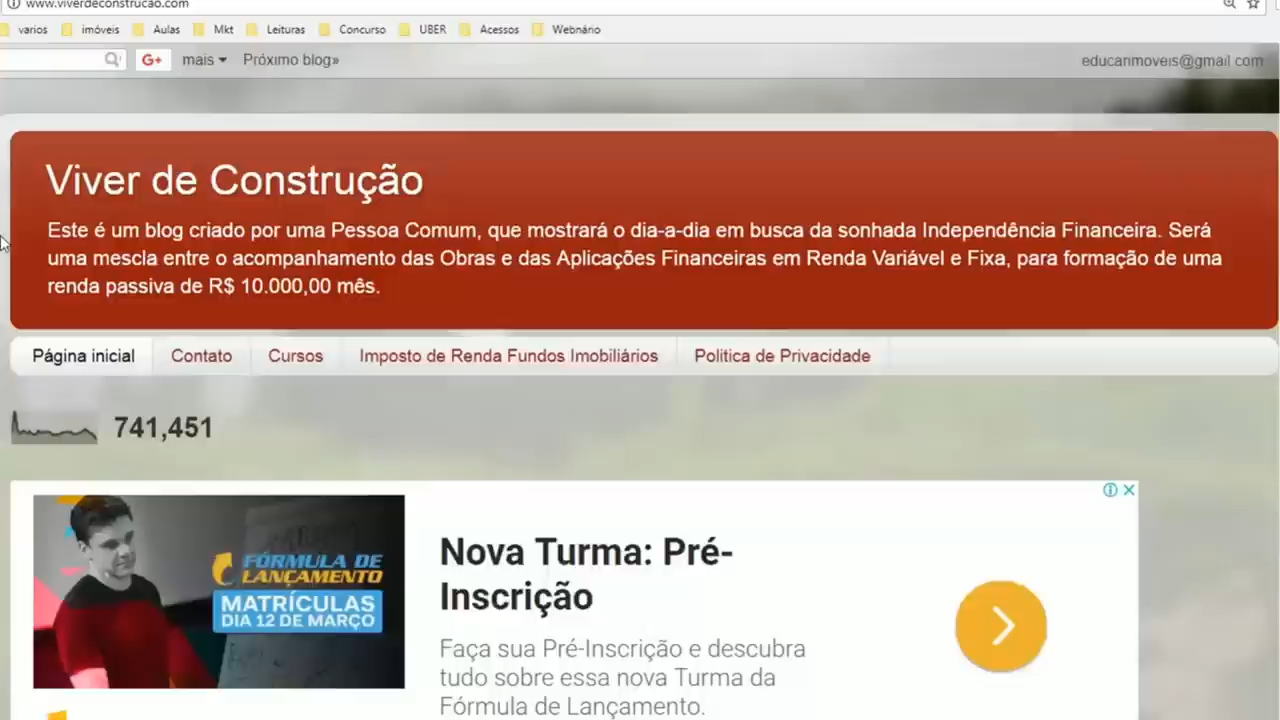 www.viverdeconstrucao.com
varios imóveis Aulas Mkt Leituras Concurso UBER Acessos Webnário
G+ mais Próximo blog»
educarimoveis@gmail.com
Viver de Construção
Este é um blog criado por uma Pessoa Comum, que mostrará o dia-a-dia em busca da sonhada Independência Financeira. Será
uma mescla entre o acompanhamento das Obras e das Aplicações Financeiras em Renda Variável e Fixa, para formação de uma
renda passiva de R$ 10.000,00 mês.
Página inicial Contato Cursos Imposto de Renda Fundos Imobiliários Politica de Privacidade
741,451
FÓRMULA DE
LANÇAMENTO
MATRÍCULAS
DIA 12 DE MARÇO
Nova Turma: Pré-
Inscrição
Faça sua Pré-Inscrição e descubra
tudo sobre essa nova Turma da
Fórmula de Lançamento.